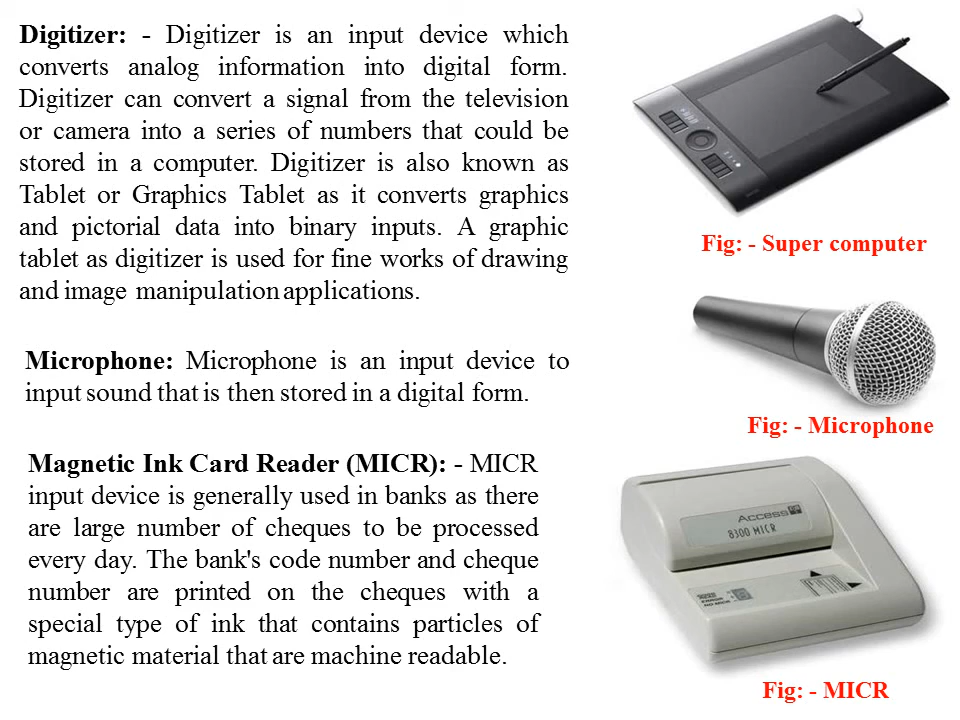 Digitizer: - Digitizer is an input device which
converts analog information into digital form.
Digitizer can convert a signal from the television
or camera into a series of numbers that could be
stored in a computer. Digitizer is also known as
Tablet or Graphics Tablet as it converts graphics
and pictorial data into binary inputs. A graphic
tablet as digitizer is used for fine works of drawing
and image manipulation applications.
Fig: - Super computer
Microphone: Microphone is an input device to
input sound that is then stored in a digital form.
Fig: - Microphone
Magnetic Ink Card Reader (MICR): - MICR
input device is generally used in banks as there
are large number of cheques to be processed
every day. The bank's code number and cheque
number are printed on the cheques with a
special type of ink that contains particles of
magnetic material that are machine readable.
Access
8300 MICR
Fig: - MICR